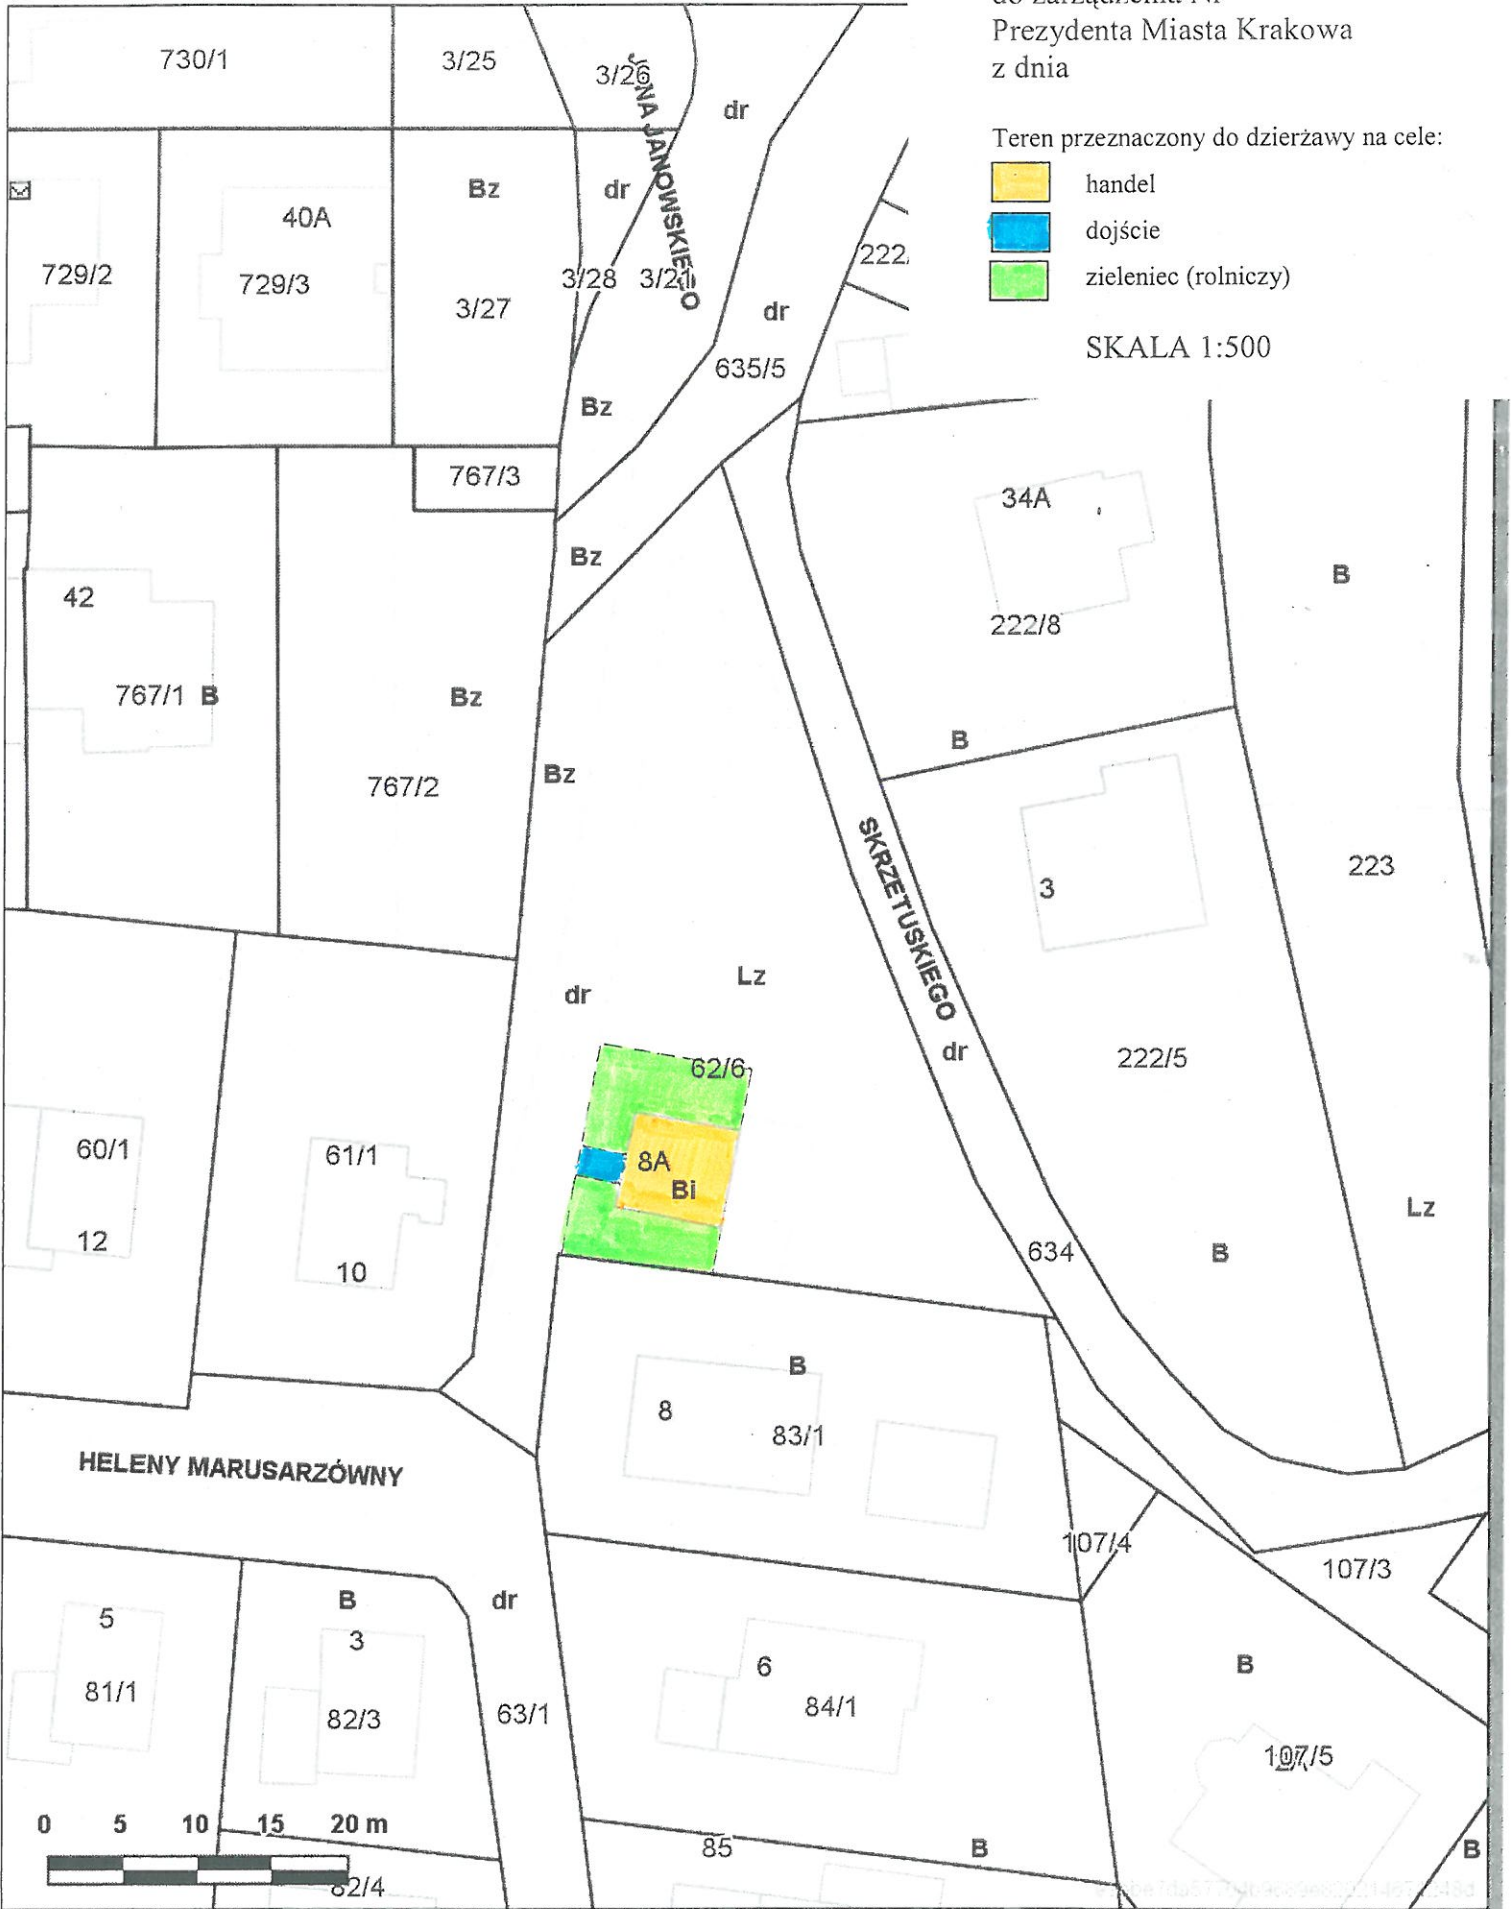 Prezydenta Miasta Krakowa
z dnia
Teren przeznaczony do dzierżawy na cele:
handel
dojście
zieleniec (rolniczy)
SKALA 1:500
730/1
3/25
3/26
dr
JANOWSKIEGO
40A
Bz
dr
729/2
729/3
3/27
3/28
222/
dr
635/5
Bz
767/3
34A
Bz
B
42
222/8
767/1 B
Bz
B
767/2
Bz
SKRZETUSKIEGO
3
223
Lz
dr
dr
222/5
62/6
60/1
61/1
8A
Bi
Lz
12
10
634
B
B
8
83/1
HELENY MARUSARZÓWNY
107/4
107/3
B
dr
5
3
B
6
81/1
82/3
63/1
84/1
107/5
0 5 10 15 20 m
85
B
B
82/4